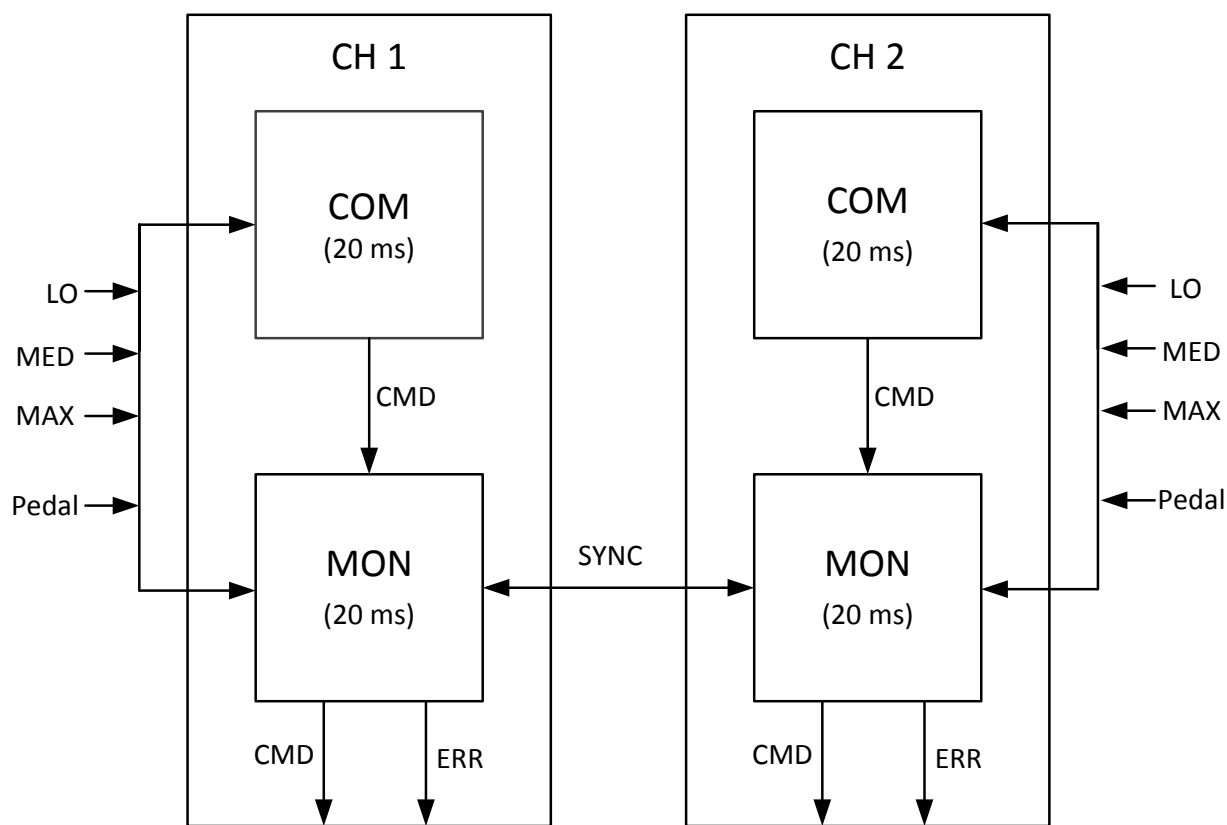 CH 1
CH 2
COM
(20 ms)
COM
(20 ms)
LO
MED
MAX
Pedal
LO
MED
MAX
Pedal
CMD
CMD
MON
(20 ms)
SYNC
MON
(20 ms)
CMD
ERR
CMD
ERR